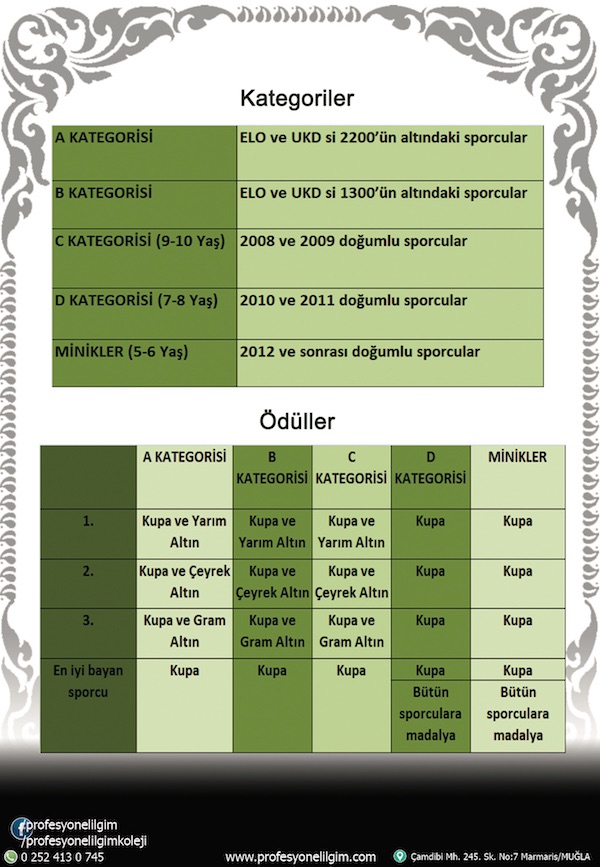 Kategoriler
A KATEGORİSİ ELO ve UKD si 2200’ün altındaki sporcular
B KATEGORİSİ ELO ve UKD si 1300’ün altındaki sporcular
C KATEGORİSİ (9-10 Yaş) 2008 ve 2009 doğumlu sporcular
D KATEGORİSİ (7-8 Yaş) 2010 ve 2011 doğumlu sporcular
MİNİKLER (5-6 Yaş) 2012 ve sonrası doğumlu sporcular
Ödüller
A KATEGORİSİ B C D MİNİKLER
KATEGORİSİ KATEGORİSİ KATEGORİSİ
1. Kupa ve Yarım Kupa ve Kupa ve Kupa Kupa
Altın Yarım Altın Yarım Altın
2. Kupa ve Çeyrek Kupa ve Kupa ve Kupa Kupa
Altın Çeyrek Altın Çeyrek Altın
3. Kupa ve Gram Kupa ve Kupa ve Kupa Kupa
Altın Gram Altın Gram Altın
En iyi bayan Kupa Kupa Kupa Kupa Kupa
sporcu Bütün Bütün
sporculara sporculara
madalya madalya
/profesyonelilgim
/profesyonelilgimkoleji
0 252 413 0 745 www.profesyonelilgim.com Çamdibi Mh. 245. Sk. No:7 Marmaris/MUĞLA